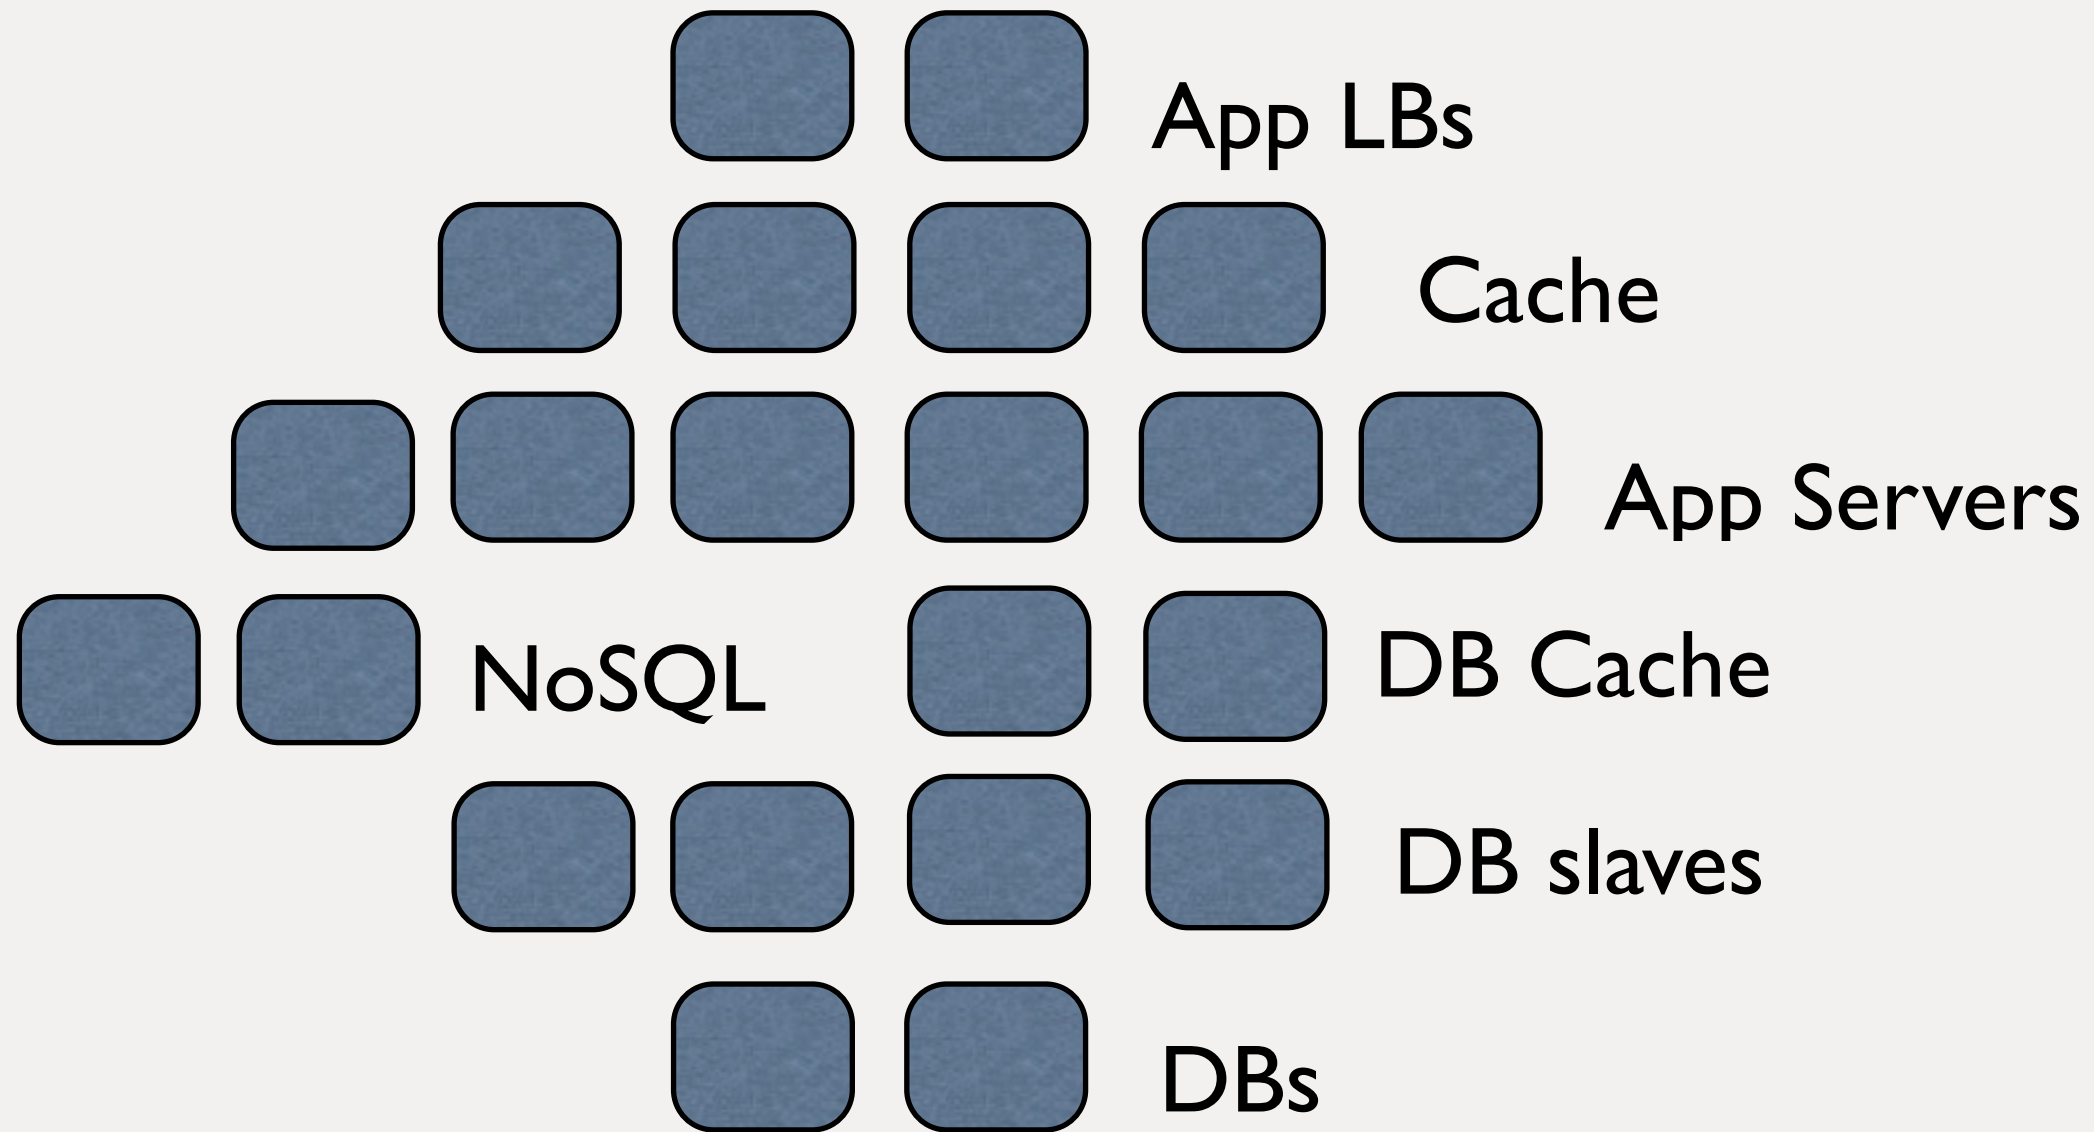 App LBs
Cache
App Servers
NoSQL
DB Cache
DB slaves
DBs